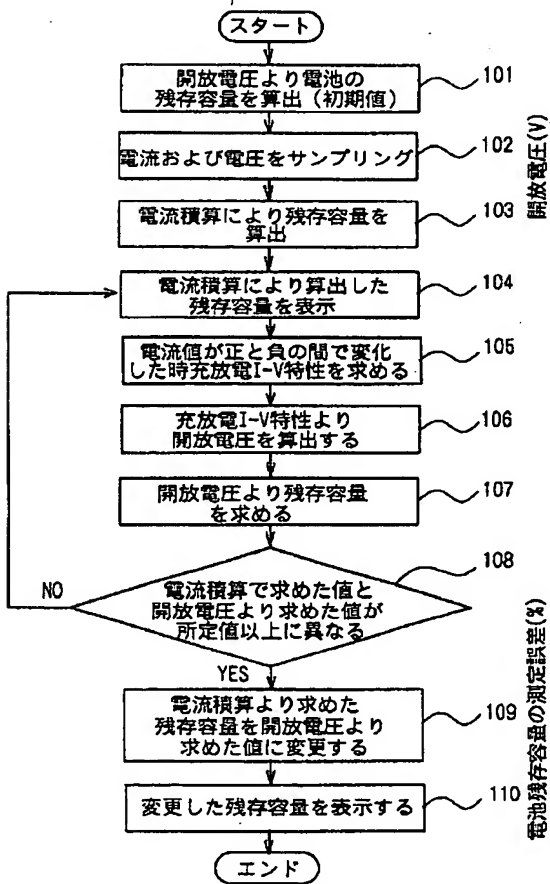 スタート
開放電圧より電池の
残存容量を算出（初期値）
101
電流および電圧をサンプリング
102
電流積算により残存容量を
算出
103
電流積算により算出した
残存容量を表示
104
電流値が正と負の間で変化
した時充放電I-V特性を求める
105
充放電I-V特性より
開放電圧を算出する
106
開放電圧より残存容量
を求める
107
電流積算で求めた値と
開放電圧より求めた値が
所定値以上に異なる
108
NO
YES
電流積算より求めた
残存容量を開放電圧より
求めた値に変更する
109
変更した残存容量を表示する
110
エンド
開放電圧(V)
電池残存容量の測定誤差(%)